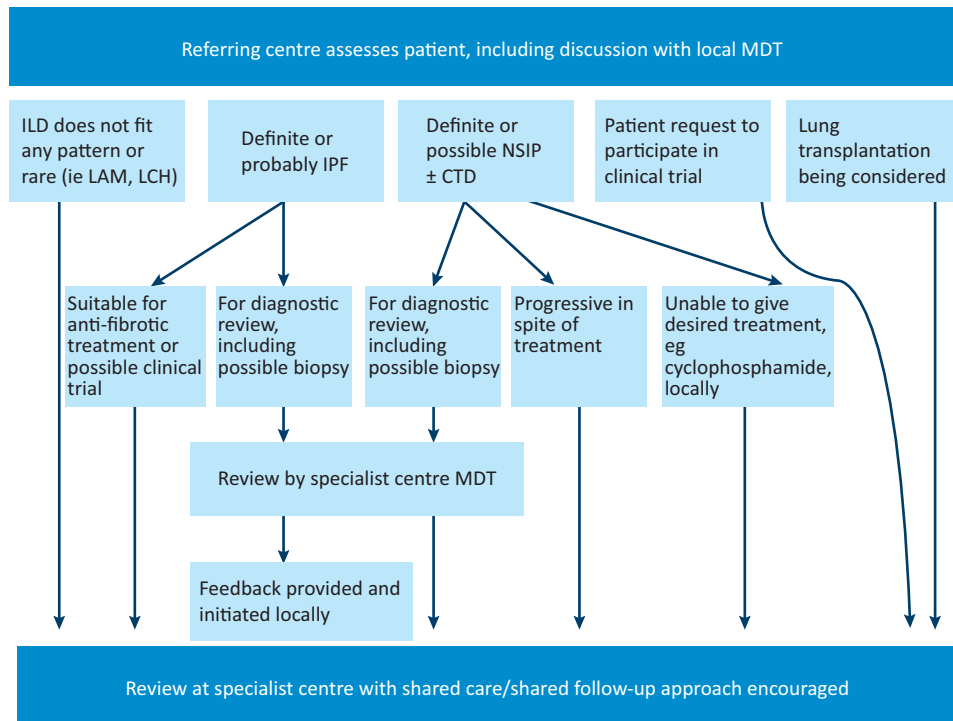 Referring centre assesses patient, including discussion with local MDT
ILD does not fit
any pattern or
rare (ie LAM, LCH)
Definite or
probably IPF
Definite or
possible NSIP
± CTD
Patient request to
participate in
clinical trial
Lung
transplantation
being considered
Suitable for
anti-fibrotic
treatment or
possible clinical
trial
For diagnostic
review,
including
possible biopsy
For diagnostic
review,
including
possible biopsy
Progressive in
spite of
treatment
Unable to give
desired treatment,
eg
cyclophosphamide,
locally
Review by specialist centre MDT
Feedback provided and
initiated locally
Review at specialist centre with shared care/shared follow-up approach encouraged